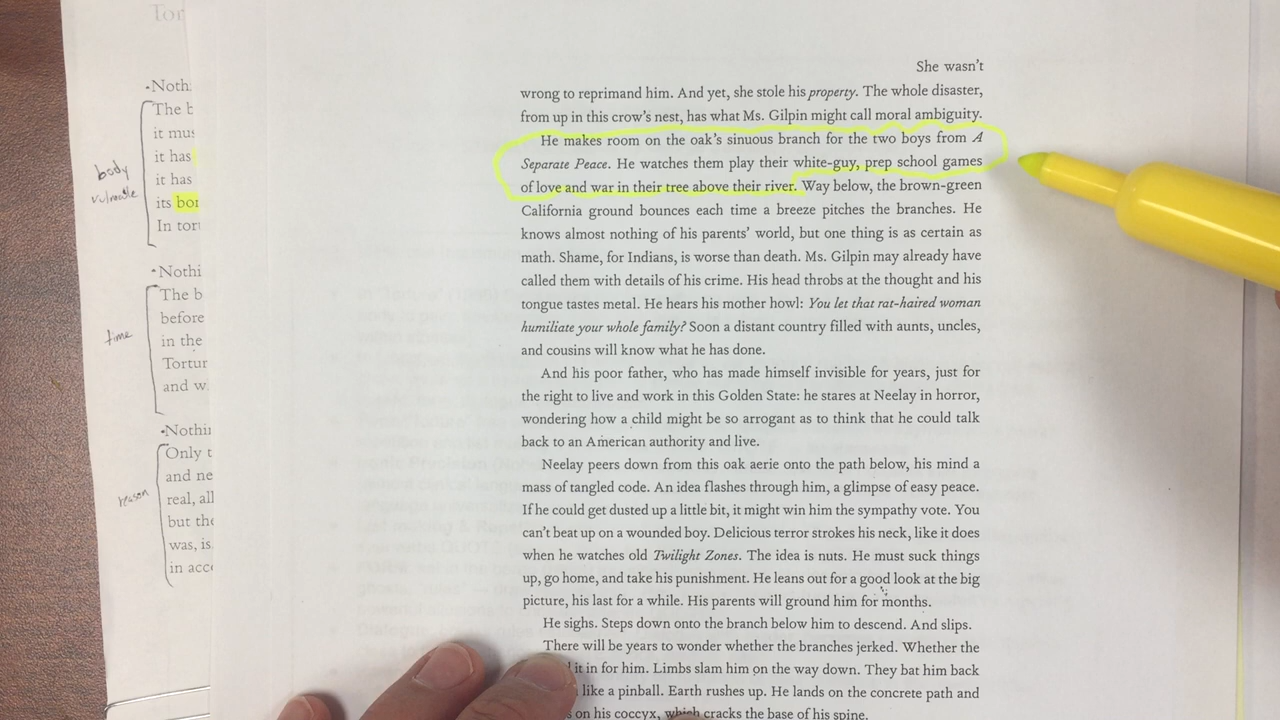 Tor
•Noth
The b
it mus
it has
it has
its bor
In tort
body
vulnerable
•Nothi
The b
before
in the
Tortur
and w
time
•Nothi
Only t
and ne
real, all
but the
was, is
in acc
reason
She wasn't
wrong to reprimand him. And yet, she stole his property. The whole disaster,
from up in this crow's nest, has what Ms. Gilpin might call moral ambiguity.
He makes room on the oak's sinuous branch for the two boys from A
Separate Peace. He watches them play their white-guy, prep school games
of love and war in their tree above their river. Way below, the brown-green
California ground bounces each time a breeze pitches the branches. He
knows almost nothing of his parents' world, but one thing is as certain as
math. Shame, for Indians, is worse than death. Ms. Gilpin may already have
called them with details of his crime. His head throbs at the thought and his
tongue tastes metal. He hears his mother howl: You let that rat-haired woman
humiliate your whole family? Soon a distant country filled with aunts, uncles,
and cousins will know what he has done.
And his poor father, who has made himself invisible for years, just for
the right to live and work in this Golden State: he stares at Neelay in horror,
wondering how a child might be so arrogant as to think that he could talk
back to an American authority and live.
Neelay peers down from this oak aerie onto the path below, his mind a
mass of tangled code. An idea flashes through him, a glimpse of easy peace.
If he could get dusted up a little bit, it might win him the sympathy vote. You
can't beat up on a wounded boy. Delicious terror strokes his neck, like it does
when he watches old Twilight Zones. The idea is nuts. He must suck things
up, go home, and take his punishment. He leans out for a good look at the big
picture, his last for a while. His parents will ground him for months.
He sighs. Steps down onto the branch below him to descend. And slips.
There will be years to wonder whether the branches jerked. Whether the
it in for him. Limbs slam him on the way down. They bat him back
like a pinball. Earth rushes up. He lands on the concrete path and
on his coccyx, which cracks the base of his spine.